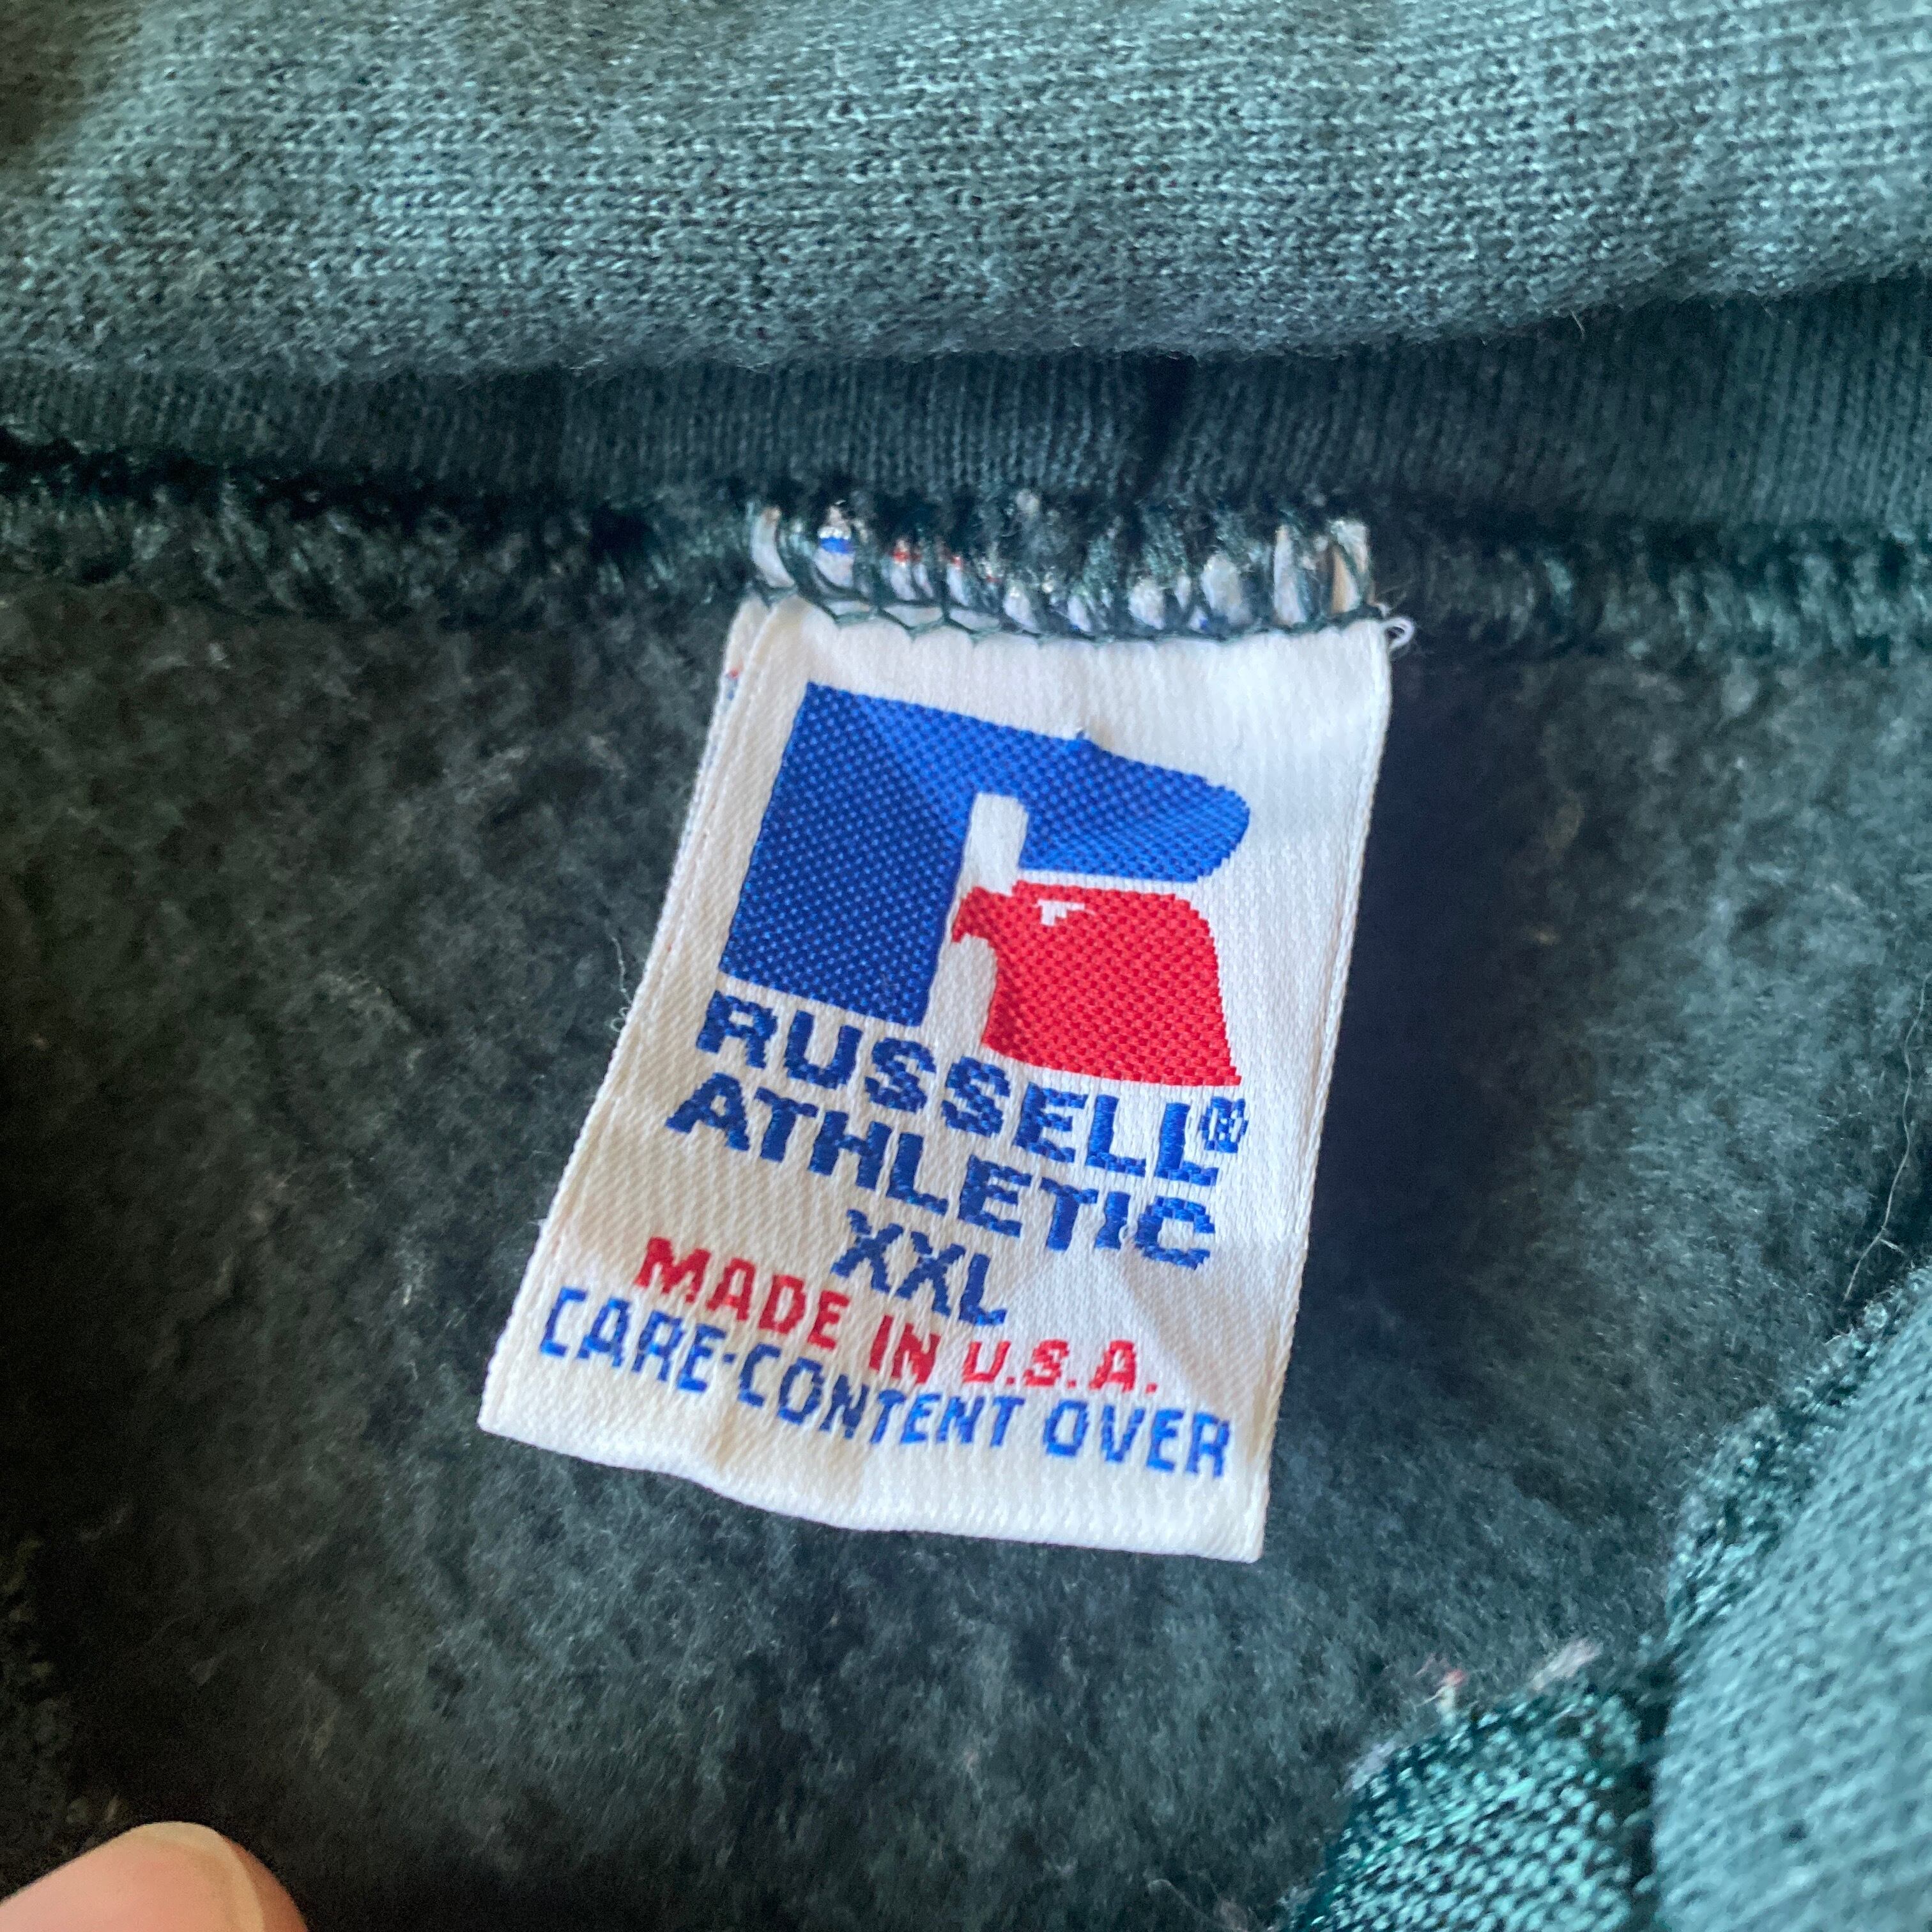 RUSSELL®
ATHLETIC
XXL
MADE IN U.S.A.
CARE-CONTENT OVER